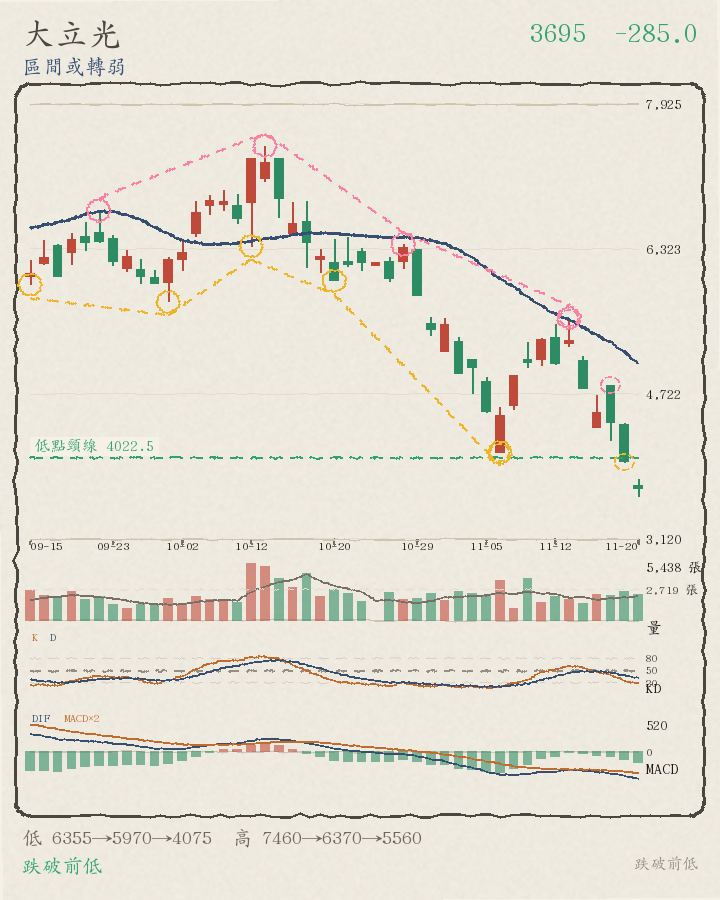 大立光
3695 -285.0
區間或轉弱
7,925
6,323
4,722
低點頸線 4022.5
3,120
09-15 09-23 10-02 10-12 10-20 10-29 11-05 11-12 11-20
5,438 張
2,719 張
量
K D
80
50
20
KD
DIF MACD×2
520
0
MACD
低 6355→5970→4075 高 7460→6370→5560
跌破前低
跌破前低